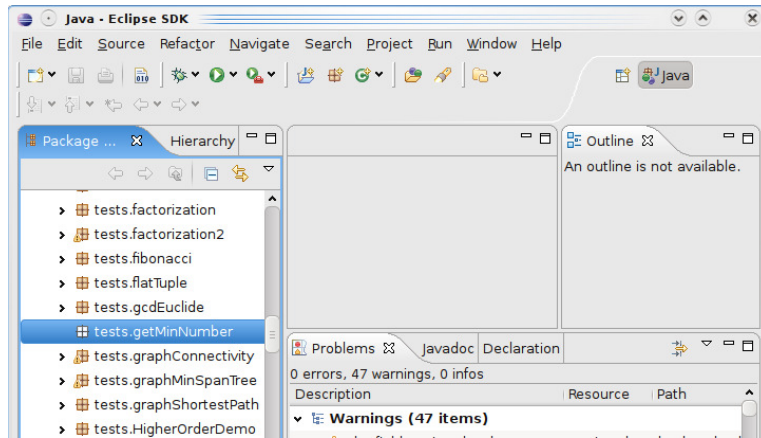 Java - Eclipse SDK
File Edit Source Refactor Navigate Search Project Run Window Help
Java
Package ... Hierarchy
Outline
An outline is not available.
tests.factorization
tests.factorization2
tests.fibonacci
tests.flatTuple
tests.gcdEuclide
tests.getMinNumber
tests.graphConnectivity
tests.graphMinSpanTree
tests.graphShortestPath
tests.HigherOrderDemo
Problems Javadoc Declaration
0 errors, 47 warnings, 0 infos
Description Resource Path
Warnings (47 items)